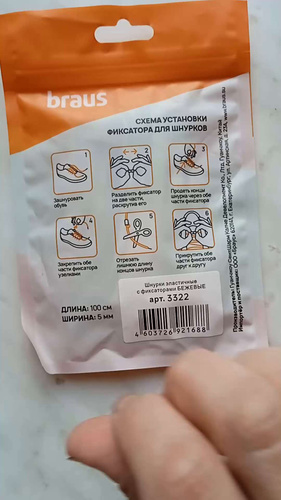 braus
СХЕМА УСТАНОВКИ
ФИКСАТОРА ДЛЯ ШНУРКОВ
1
2
3
Зашнуровать
обувь
Разделить фиксатор
на две части,
раскрутив его
Продеть концы
шнурка через обе
части фиксатора
4
5
6
Закрепить обе
части фиксатора
узелками
Отрезать
лишнюю длину
концов шнурка
Прикрутить обе
части фиксатора
друг к другу
ДЛИНА: 100 см
ШИРИНА: 5 мм
Шнурки эластичные
с фиксаторами БЕЖЕВЫЕ
арт. 3322
4 603726 921688